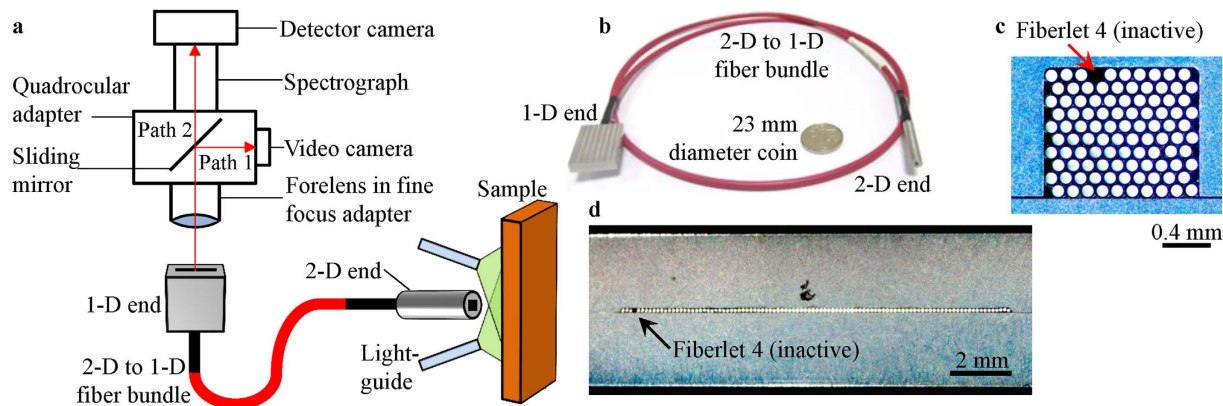 a
Detector camera
Spectrograph
Quadrocular
adapter
Path 2
Path 1
Video camera
Sliding
mirror
Forelens in fine
focus adapter
Sample
2-D end
1-D end
2-D to 1-D
fiber bundle
Light-
guide
b
2-D to 1-D
fiber bundle
1-D end
23 mm
diameter coin
2-D end
c
Fiberlet 4 (inactive)
0.4 mm
d
Fiberlet 4 (inactive)
2 mm